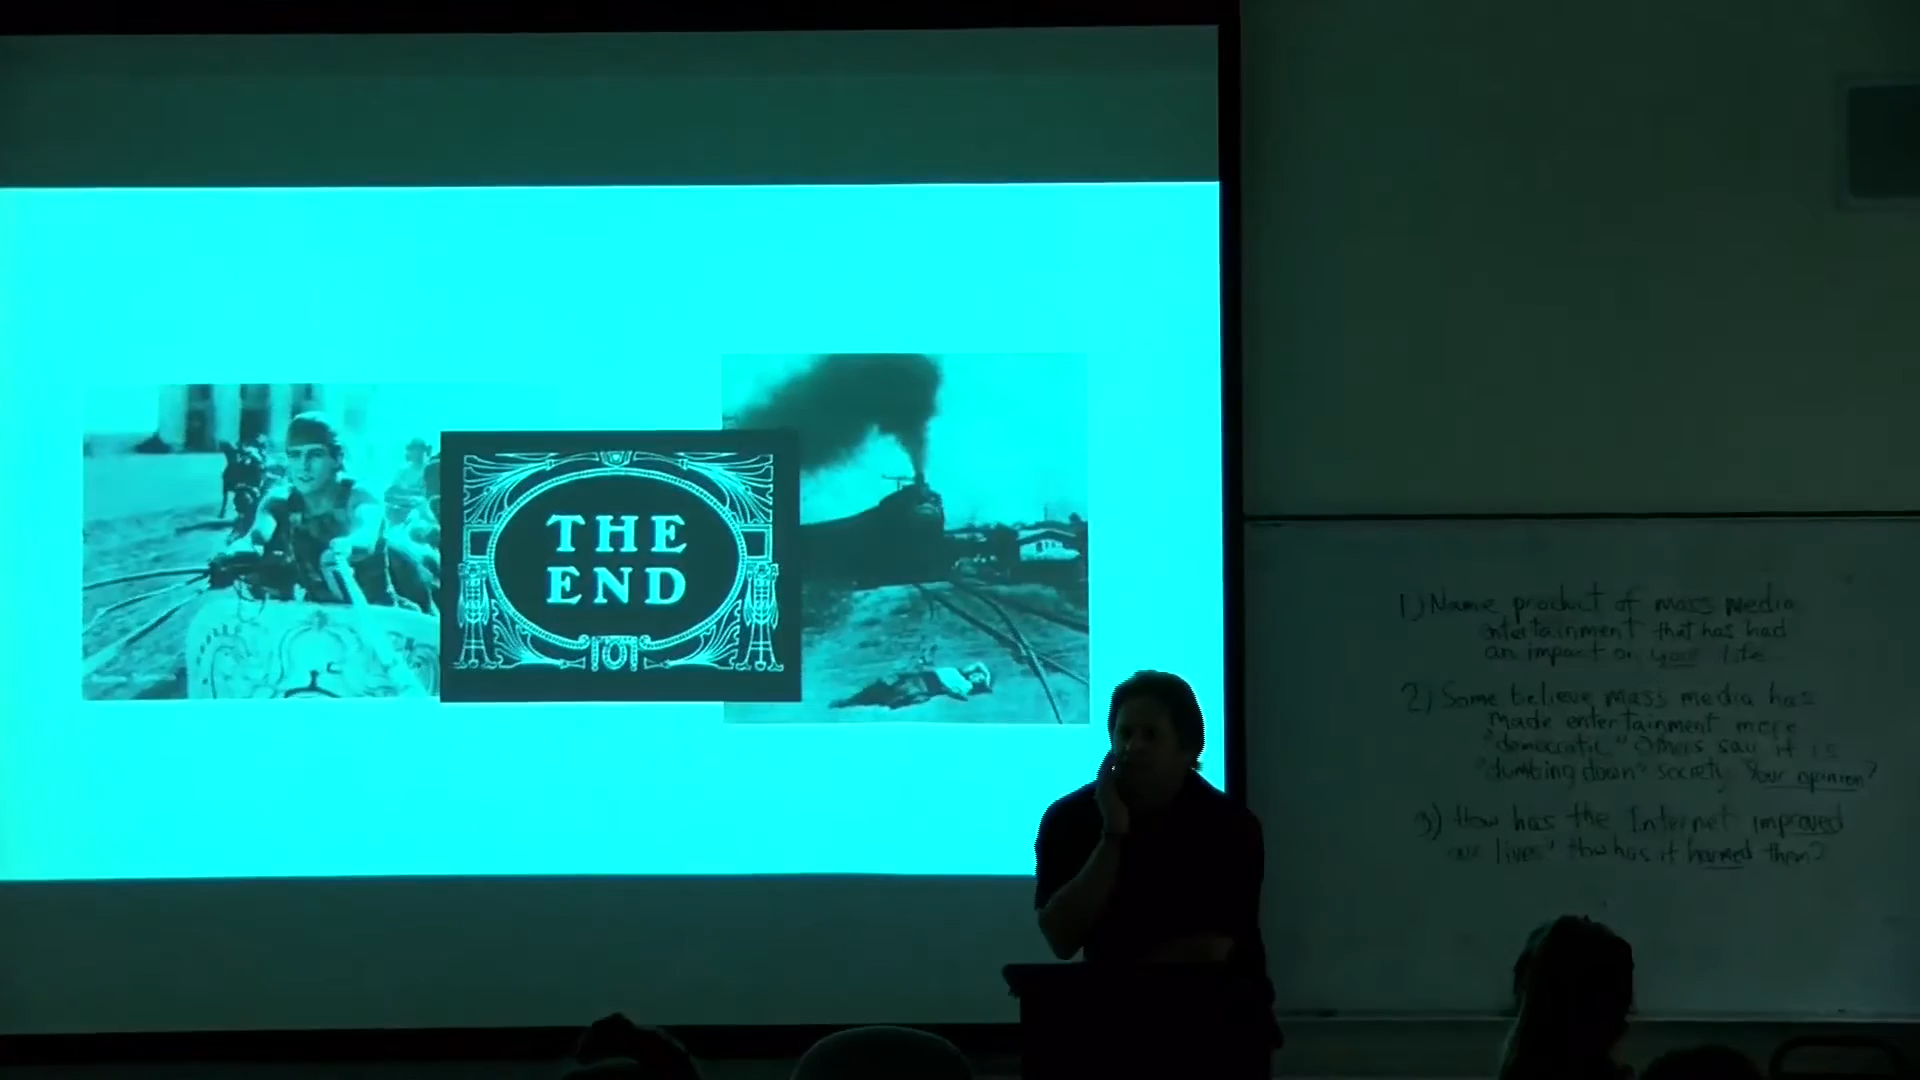 THE
END
1) Name product of mass media
entertainment that has had
an impact on your life
2) Some believe mass media has
made entertainment more
"democratic" Others say it is
"dumbing down" society. Your opinion?
3) How has the Internet improved
our lives? How has it harmed them?